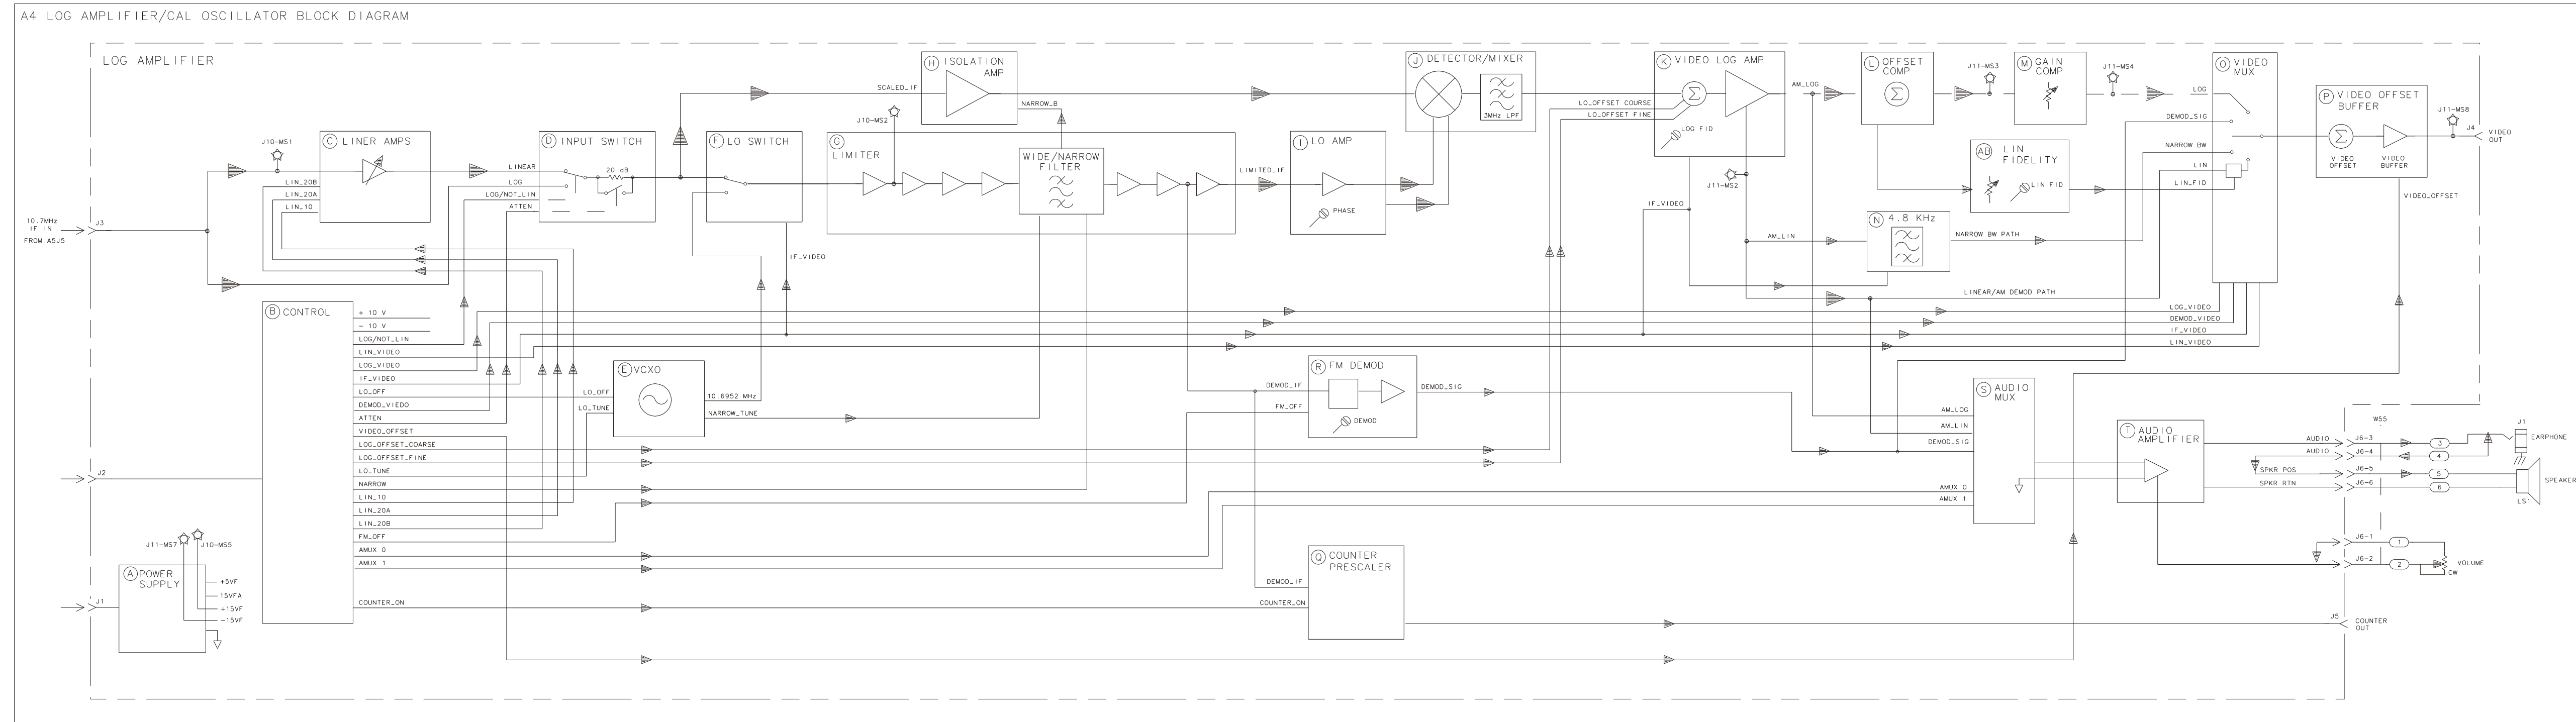 A4 LOG AMPLIFIER/CAL OSCILLATOR BLOCK DIAGRAM
LOG AMPLIFIER
10.7MHz
IF IN
FROM A5J5
J3
J10-MS1
C LINER AMPS
LIN_20B
LIN_20A
LIN_10
LINEAR
LOG
LOG/NOT_LIN
ATTEN
D INPUT SWITCH
20 dB
F LO SWITCH
IF_VIDEO
SCALED_IF
H ISOLATION
AMP
NARROW_B
J10-MS2
G
LIMITER
WIDE/NARROW
FILTER
LIMITED_IF
I LO AMP
PHASE
J DETECTOR/MIXER
3MHz LPF
LO_OFFSET COURSE
LO_OFFSET FINE
K VIDEO LOG AMP
LOG FID
J11-MS2
IF_VIDEO
AM_LOG
AM_LIN
L OFFSET
COMP
J11-MS3
M GAIN
COMP
J11-MS4
AB LIN
FIDELITY
LIN FID
N 4.8 KHz
NARROW BW PATH
LINEAR/AM DEMOD PATH
LOG
DEMOD_SIG
NARROW BW
LIN
LIN_FID
O VIDEO
MUX
LOG_VIDEO
DEMOD_VIDEO
IF_VIDEO
LIN_VIDEO
P VIDEO OFFSET
BUFFER
VIDEO
OFFSET
VIDEO
BUFFER
VIDEO_OFFSET
J11-MS8
J4
VIDEO
OUT
B CONTROL
+ 10 V
- 10 V
LOG/NOT_LIN
LIN_VIDEO
LOG_VIDEO
IF_VIDEO
LO_OFF
DEMOD_VIEDO
ATTEN
VIDEO_OFFSET
LOG_OFFSET_COARSE
LOG_OFFSET_FINE
LO_TUNE
NARROW
LIN_10
LIN_20A
LIN_20B
FM_OFF
AMUX 0
AMUX 1
COUNTER_ON
J2
LO_OFF
LO_TUNE
E VCXO
10.6952 MHz
NARROW_TUNE
DEMOD_IF
FM_OFF
R FM DEMOD
DEMOD
DEMOD_SIG
AM_LOG
AM_LIN
DEMOD_SIG
AMUX 0
AMUX 1
S AUDIO
MUX
T AUDIO
AMPLIFIER
AUDIO
AUDIO
SPKR POS
SPKR RTN
W55
J6-3
J6-4
J6-5
J6-6
3
4
5
6
J1
EARPHONE
SPEAKER
LS1
J6-1
J6-2
1
2
VOLUME
CW
J11-MS7
J10-MS5
J1
A POWER
SUPPLY
+5VF
15VFA
+15VF
-15VF
DEMOD_IF
COUNTER_ON
Q COUNTER
PRESCALER
J5
COUNTER
OUT